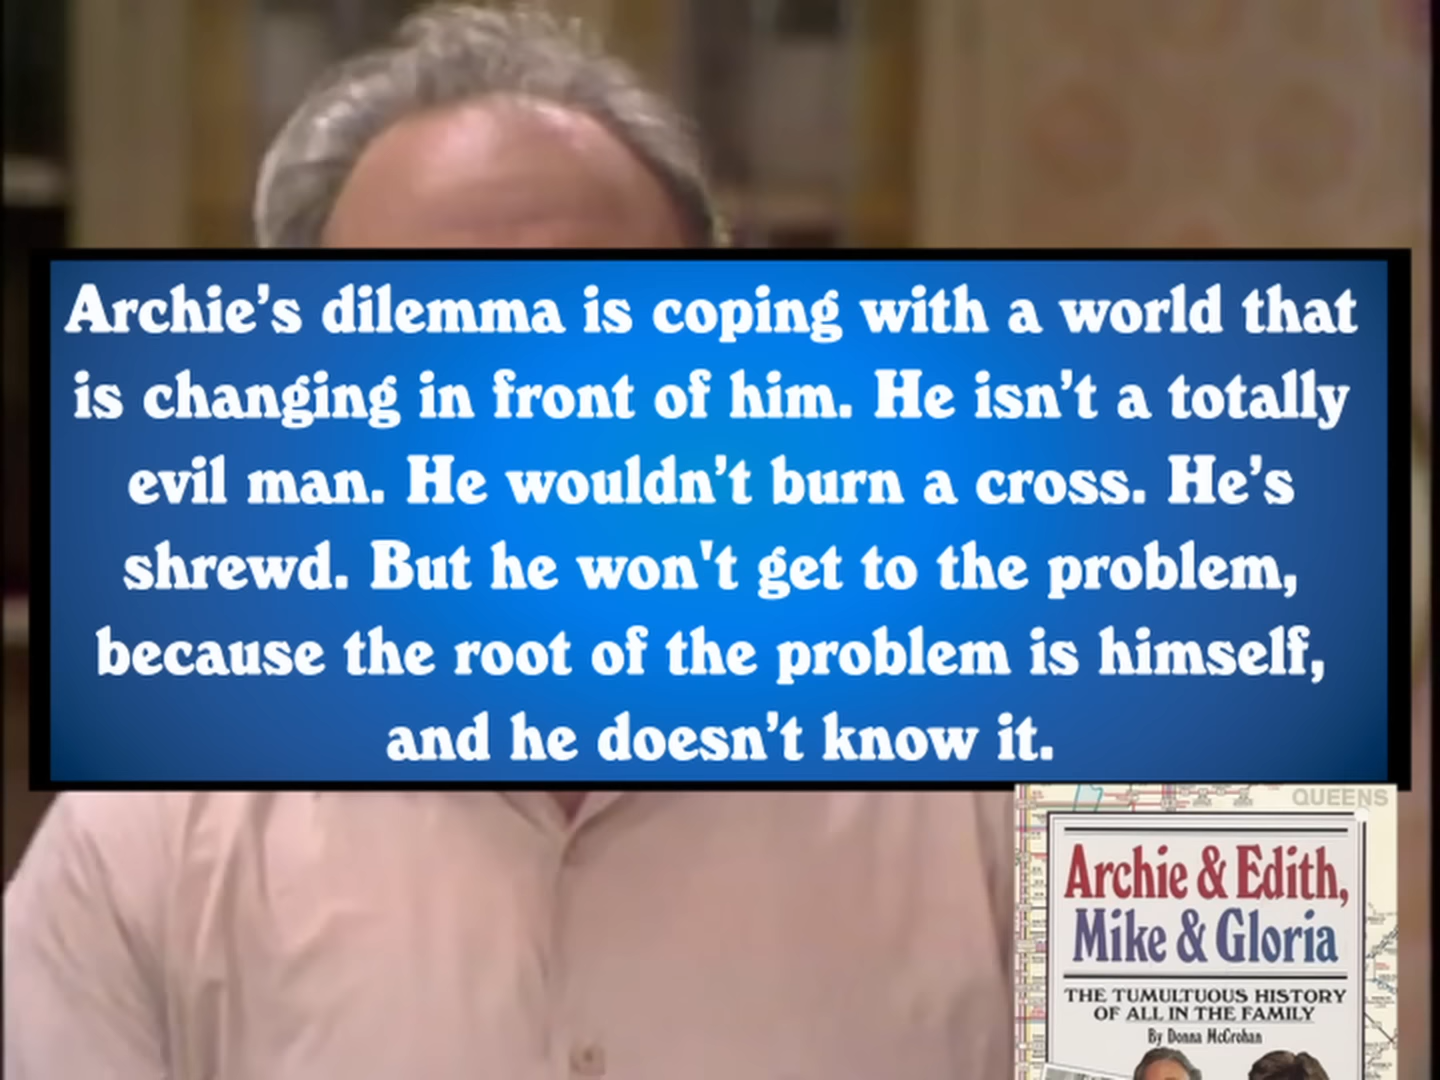 Archie’s dilemma is coping with a world that
is changing in front of him. He isn’t a totally
evil man. He wouldn’t burn a cross. He’s
shrewd. But he won't get to the problem,
because the root of the problem is himself,
and he doesn’t know it.
QUEENS
Archie & Edith,
Mike & Gloria
THE TUMULTUOUS HISTORY
OF ALL IN THE FAMILY
By Donna McCrohan